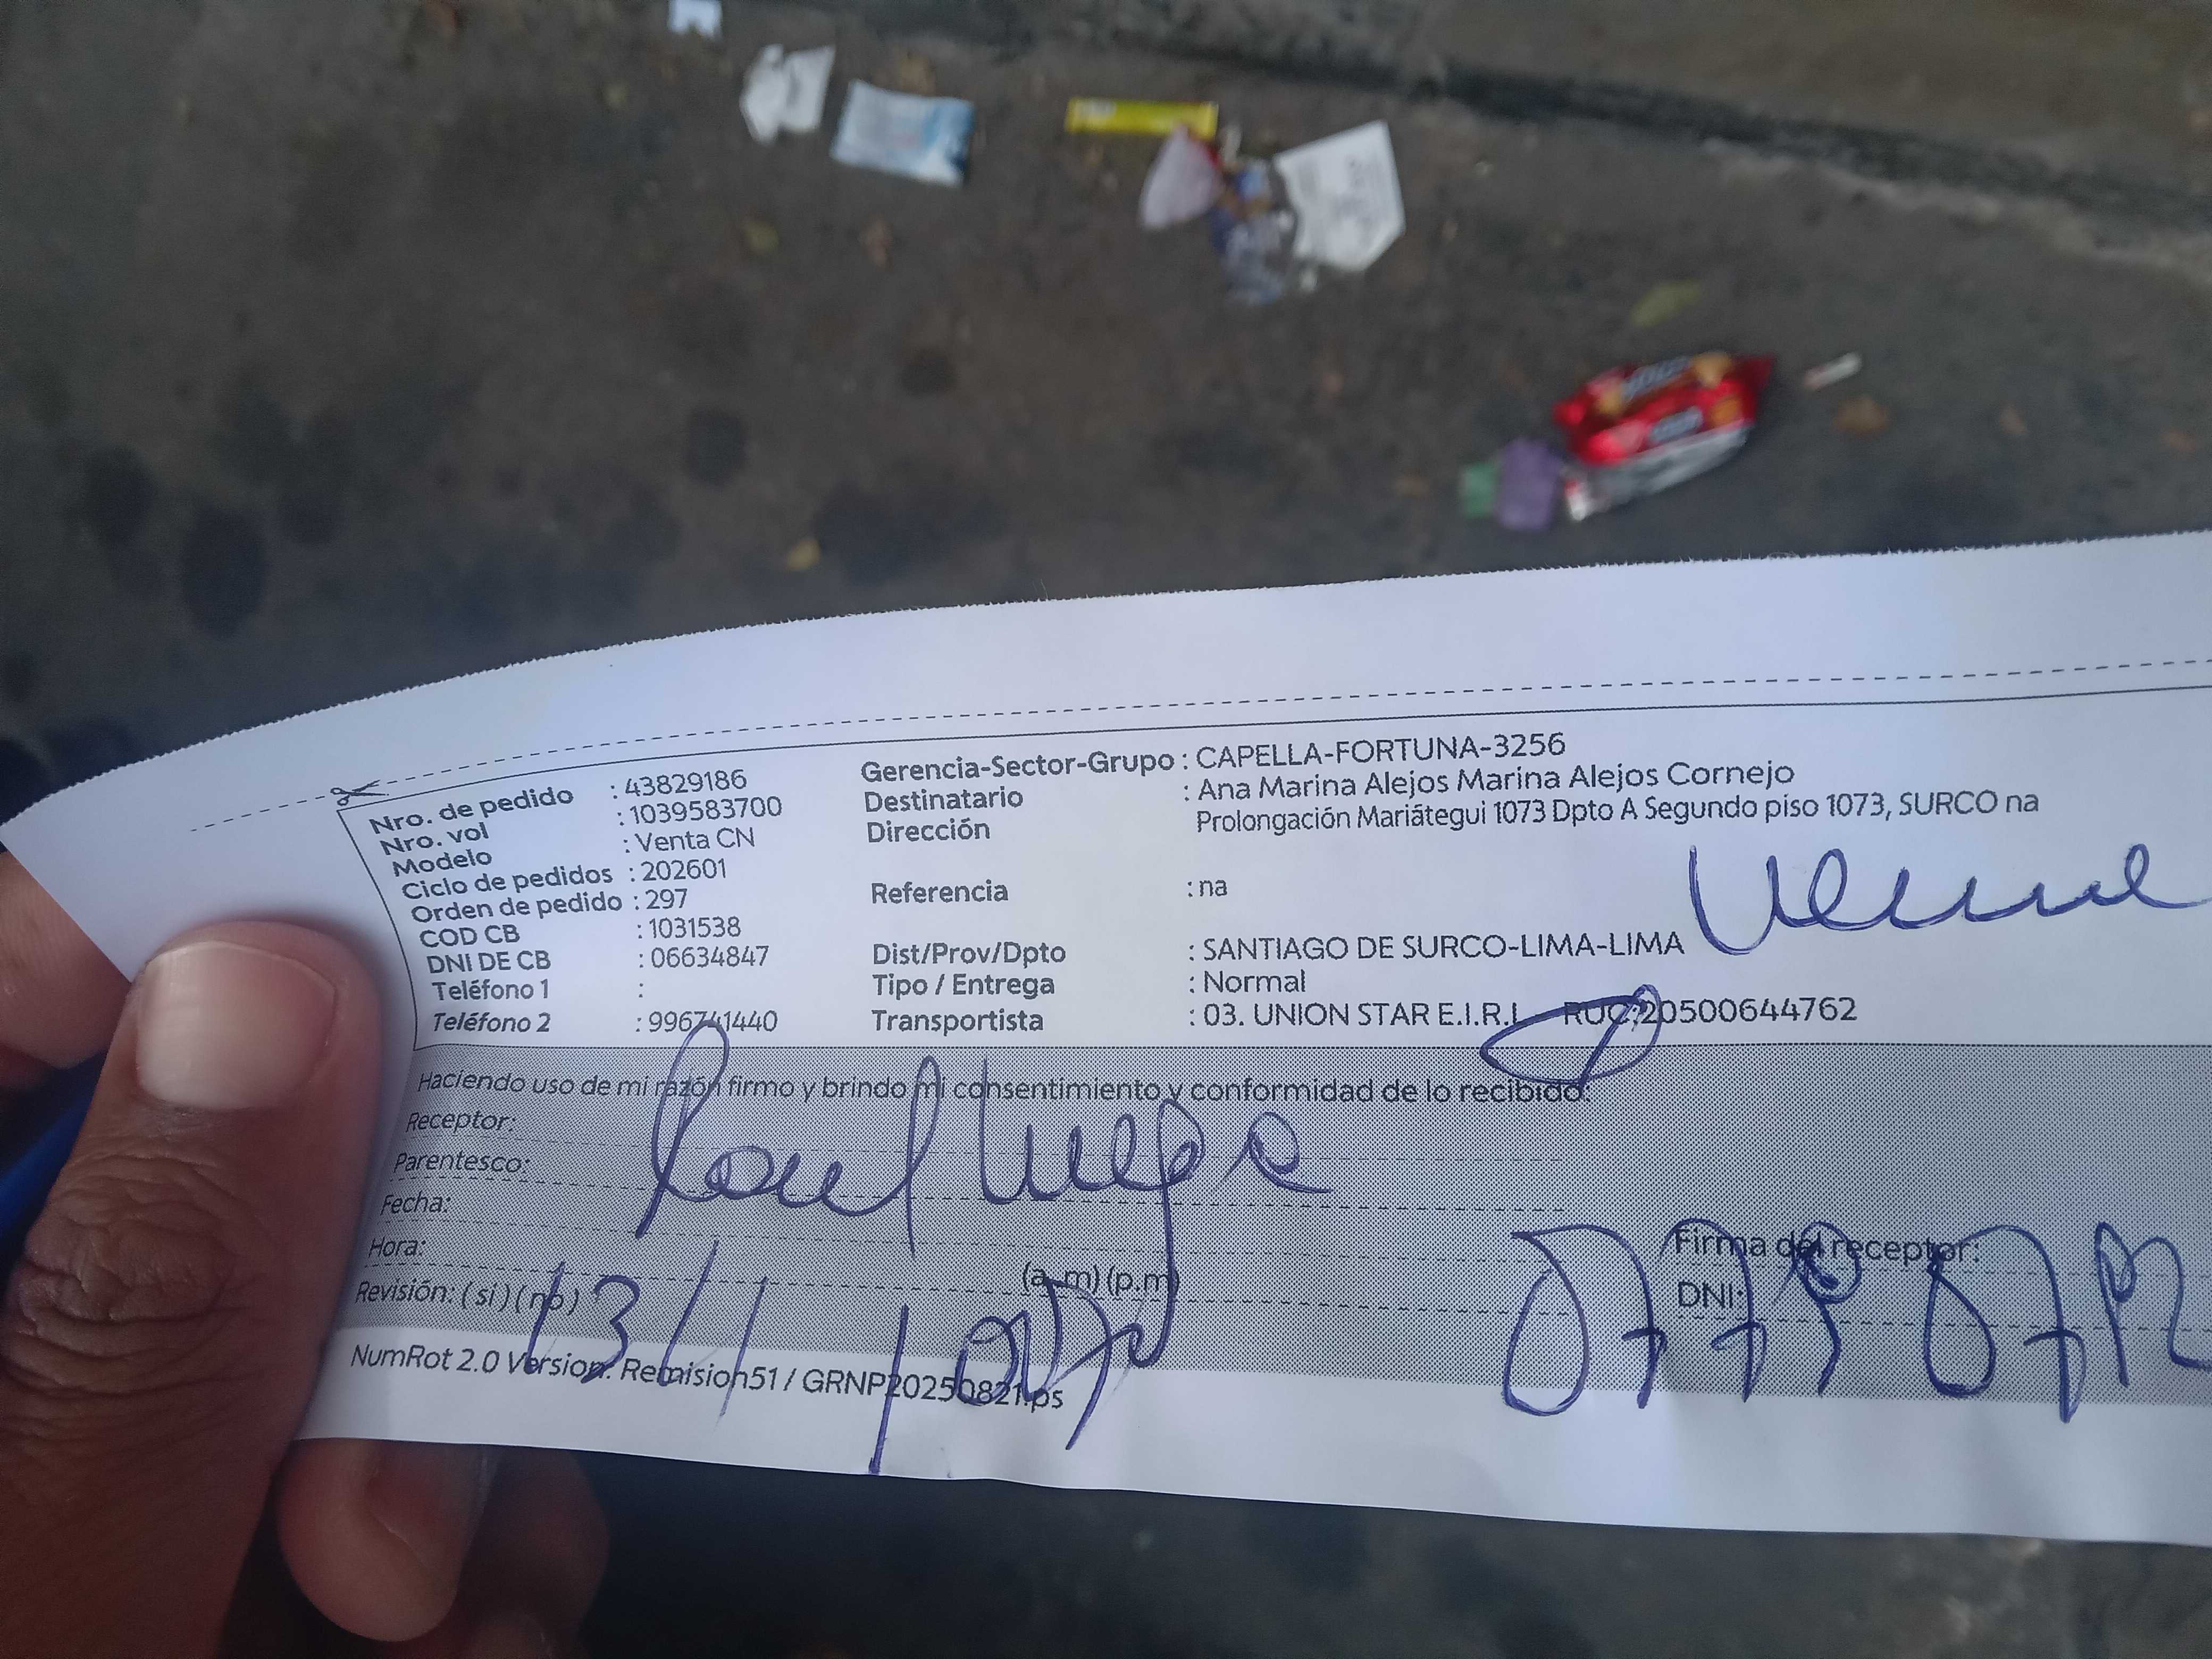 Nro. de pedido : 43829186
Nro. vol : 1039583700
Modelo : Venta CN
Ciclo de pedidos : 202601
Orden de pedido : 297
COD CB : 1031538
DNI DE CB : 06634847
Teléfono 1 :
Teléfono 2 : 996741440
Gerencia-Sector-Grupo : CAPELLA-FORTUNA-3256
Destinatario : Ana Marina Alejos Marina Alejos Cornejo
Dirección Prolongación Mariátegui 1073 Dpto A Segundo piso 1073, SURCO na
Referencia : na
Dist/Prov/Dpto : SANTIAGO DE SURCO-LIMA-LIMA
Tipo / Entrega : Normal
Transportista : 03. UNION STAR E.I.R.L RUC:20500644762
Haciendo uso de mi razón firmo y brindo mi consentimiento y conformidad de lo recibido:
Receptor:
Parentesco:
Fecha:
Hora: (a.m) (p.m)
Revisión: ( si ) ( no )
Firma del receptor:
DNI:
NumRot 2.0 Version: Remision51 / GRNP20250821.ps